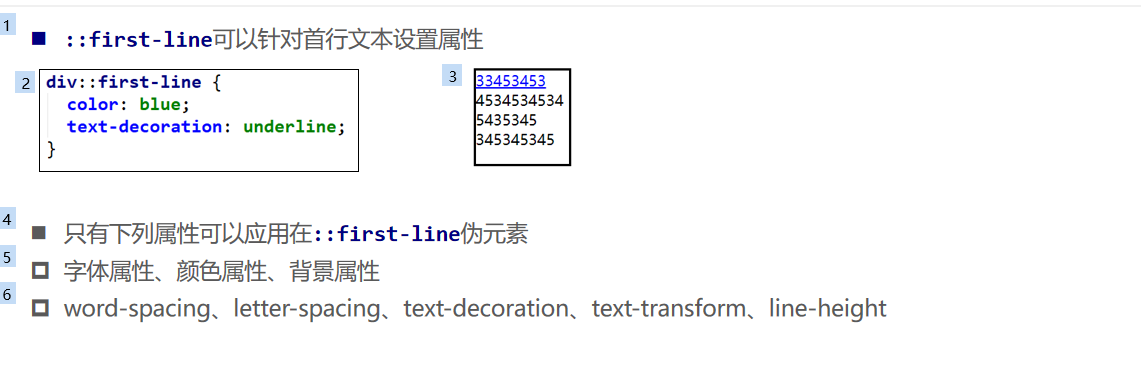 1
::first-line可以针对首行文本设置属性
2
div::first-line {
color: blue;
text-decoration: underline;
}
3
33453453
4534534534
5435345
345345345
4
只有下列属性可以应用在::first-line伪元素
5
字体属性、颜色属性、背景属性
6
word-spacing、letter-spacing、text-decoration、text-transform、line-height